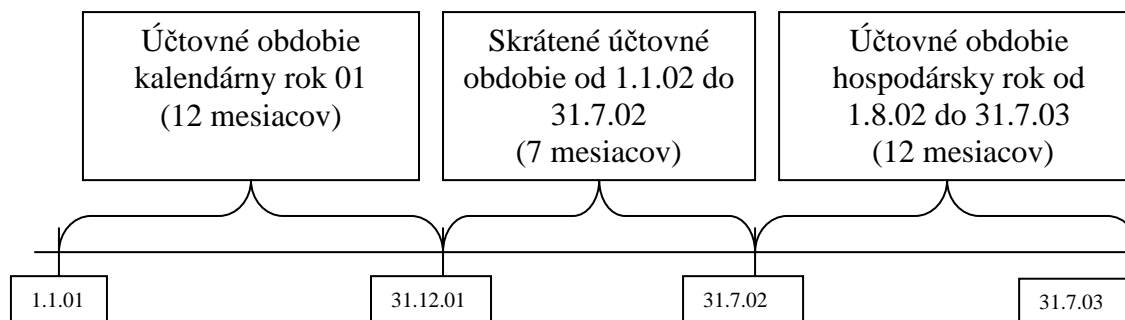 Účtovné obdobie
kalendárny rok 01
(12 mesiacov)
Skrátené účtovné
obdobie od 1.1.02 do
31.7.02
(7 mesiacov)
Účtovné obdobie
hospodársky rok od
1.8.02 do 31.7.03
(12 mesiacov)
1.1.01
31.12.01
31.7.02
31.7.03